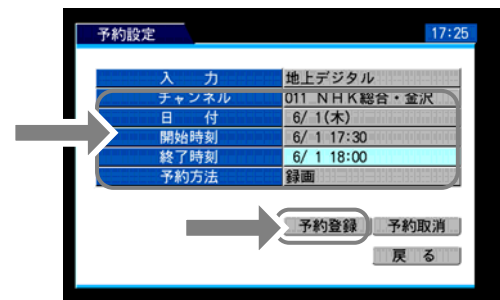 予約設定 17:25
入 力 地上デジタル
チャンネル 011 NHK総合・金沢
日 付 6/ 1(木)
開始時刻 6/ 1 17:30
終了時刻 6/ 1 18:00
予約方法 録画
予約登録 予約取消
戻 る